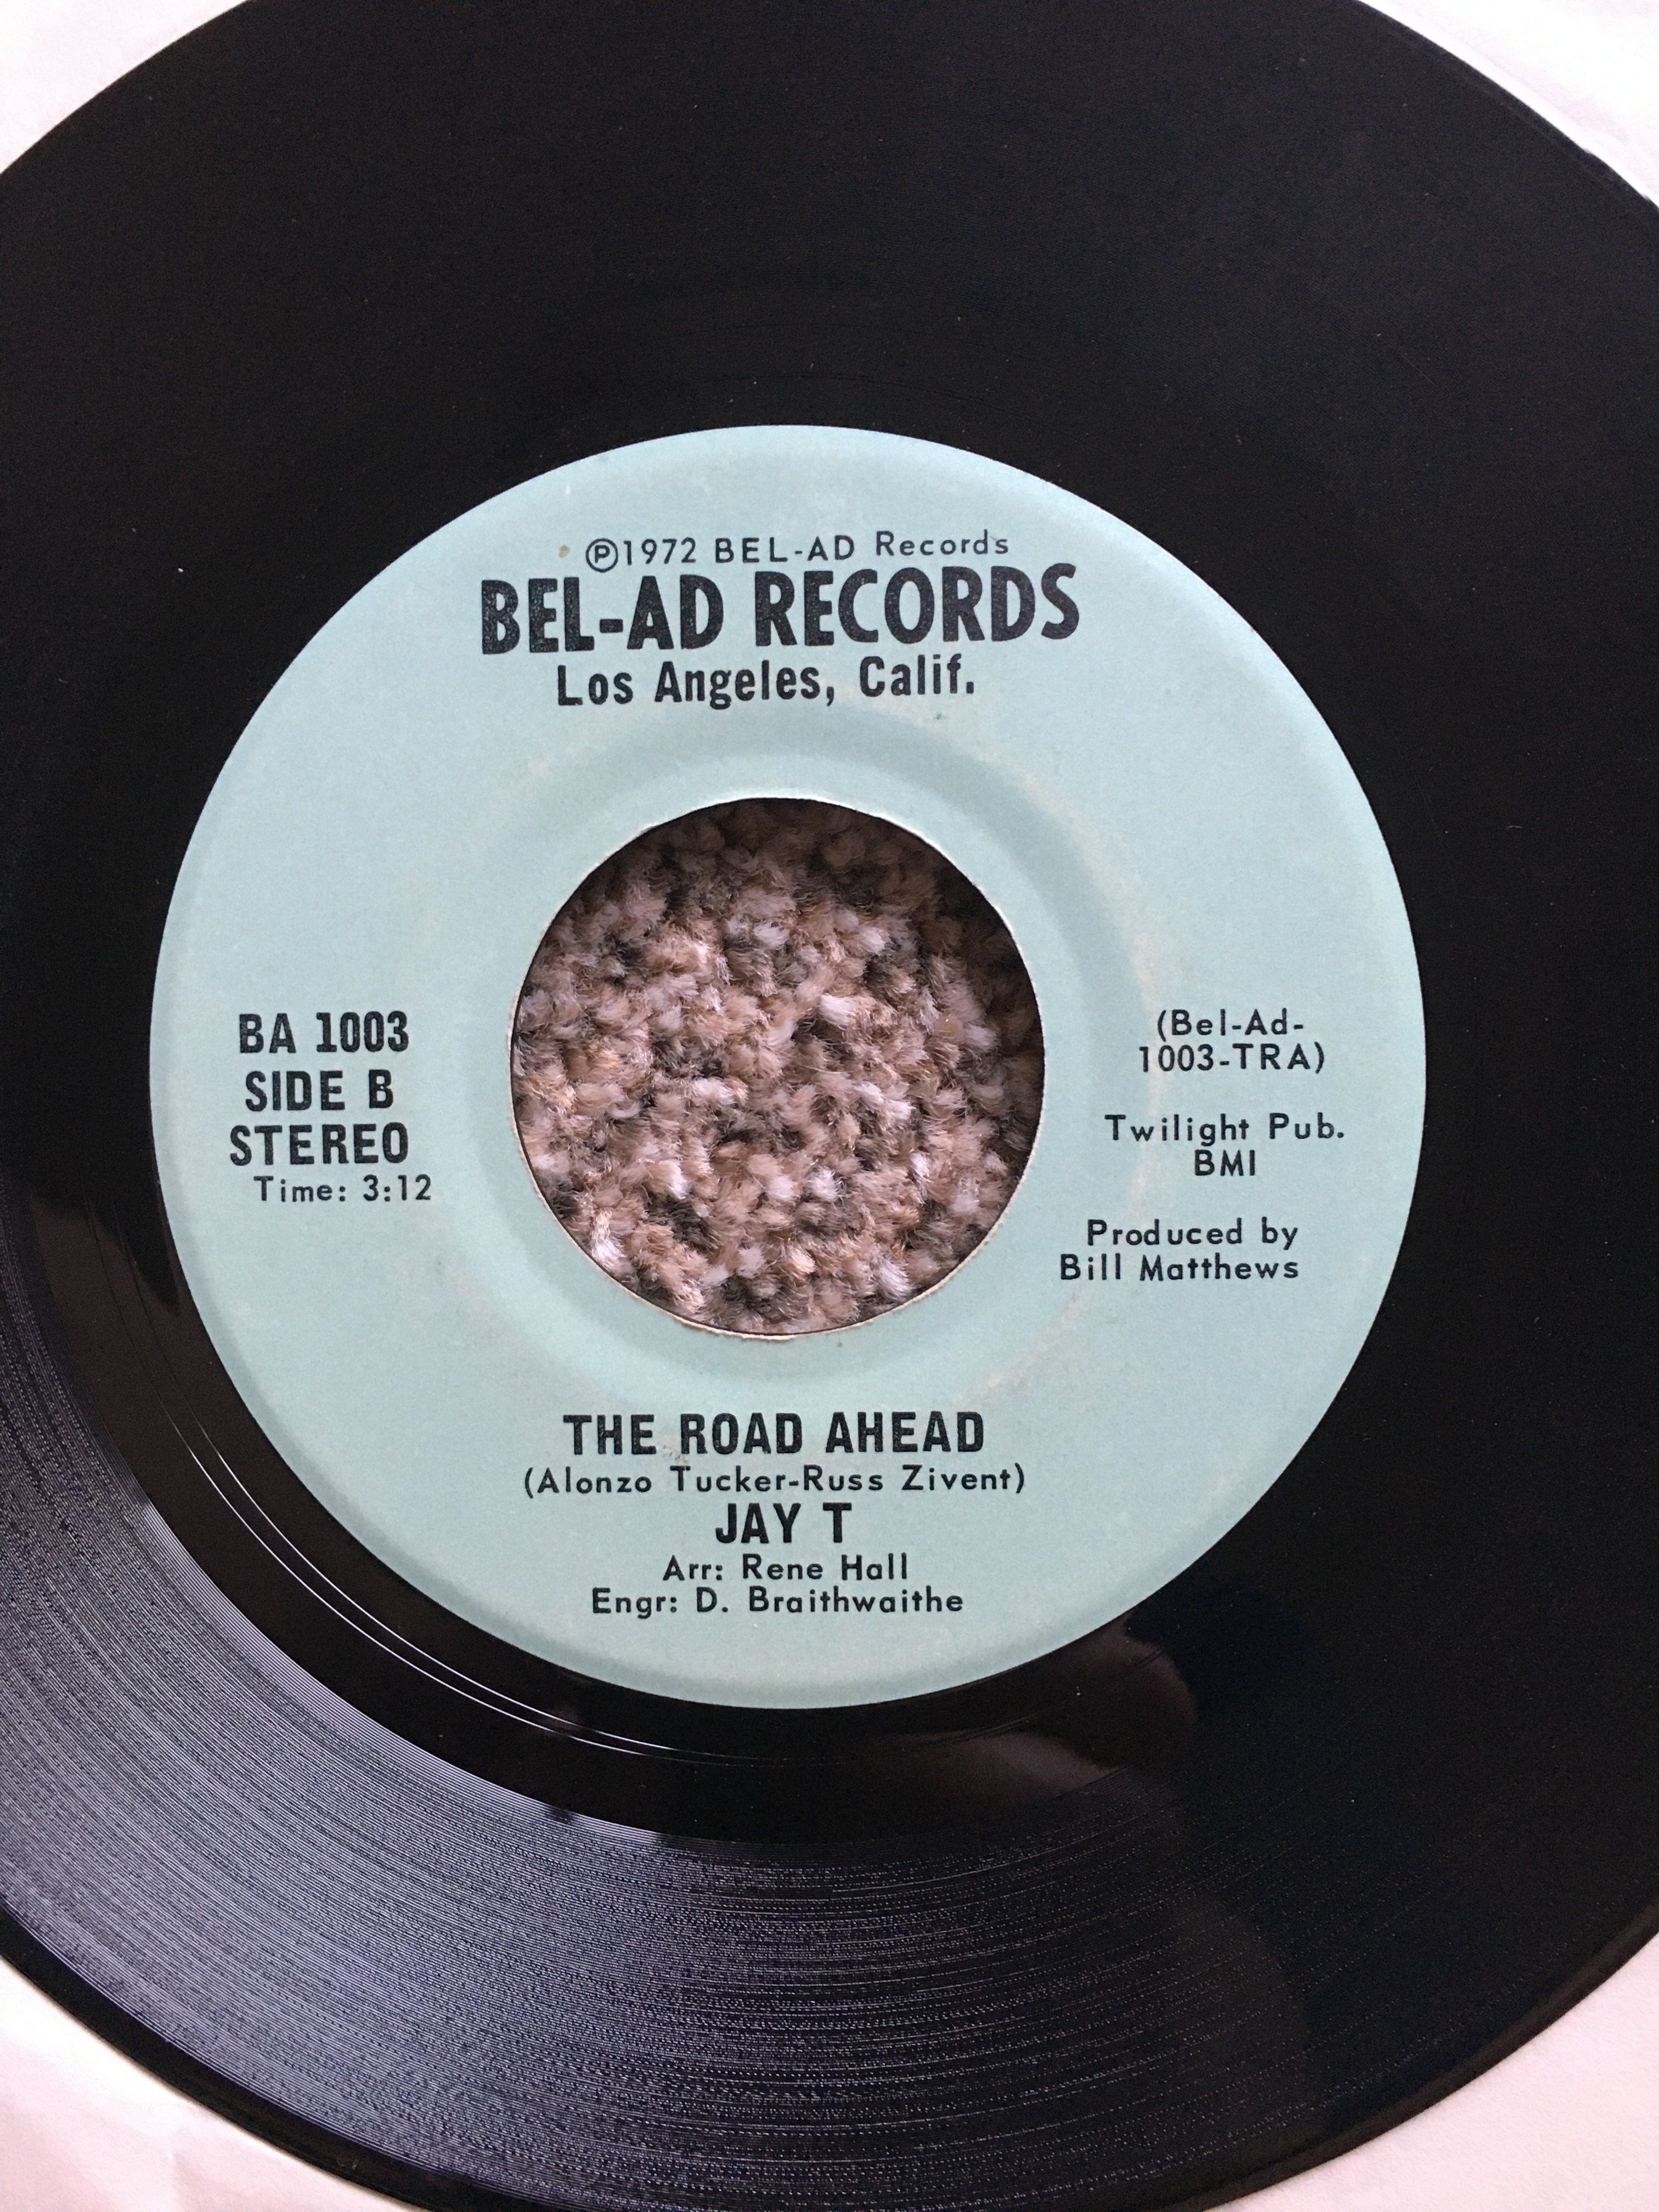 ℗1972 BEL-AD Records
BEL-AD RECORDS
Los Angeles, Calif.
BA 1003
SIDE B
STEREO
Time: 3:12
(Bel-Ad-
1003-TRA)
Twilight Pub.
BMI
Produced by
Bill Matthews
THE ROAD AHEAD
(Alonzo Tucker-Russ Zivent)
JAY T
Arr: Rene Hall
Engr: D. Braithwaithe